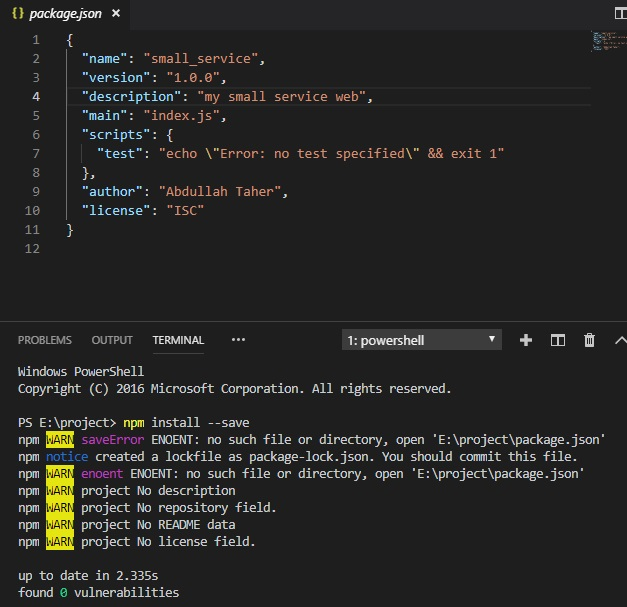 {} package.json ×
1 {
2 "name": "small_service",
3 "version": "1.0.0",
4 "description": "my small service web",
5 "main": "index.js",
6 "scripts": {
7 "test": "echo \"Error: no test specified\" && exit 1"
8 },
9 "author": "Abdullah Taher",
10 "license": "ISC"
11 }
12
PROBLEMS OUTPUT TERMINAL ••• 1: powershell
Windows PowerShell
Copyright (C) 2016 Microsoft Corporation. All rights reserved.
PS E:\project> npm install --save
npm WARN saveError ENOENT: no such file or directory, open 'E:\project\package.json'
npm notice created a lockfile as package-lock.json. You should commit this file.
npm WARN enoent ENOENT: no such file or directory, open 'E:\project\package.json'
npm WARN project No description
npm WARN project No repository field.
npm WARN project No README data
npm WARN project No license field.
up to date in 2.335s
found 0 vulnerabilities